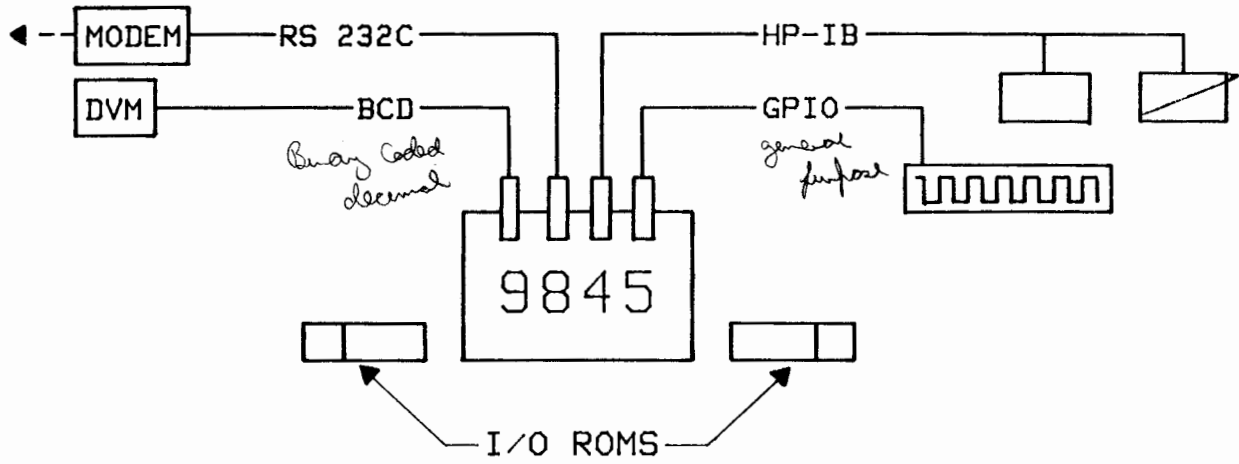 MODEM RS 232C HP-IB
DVM BCD GPIO
Binary Coded
decimal
general
purpose
9845
I/O ROMS